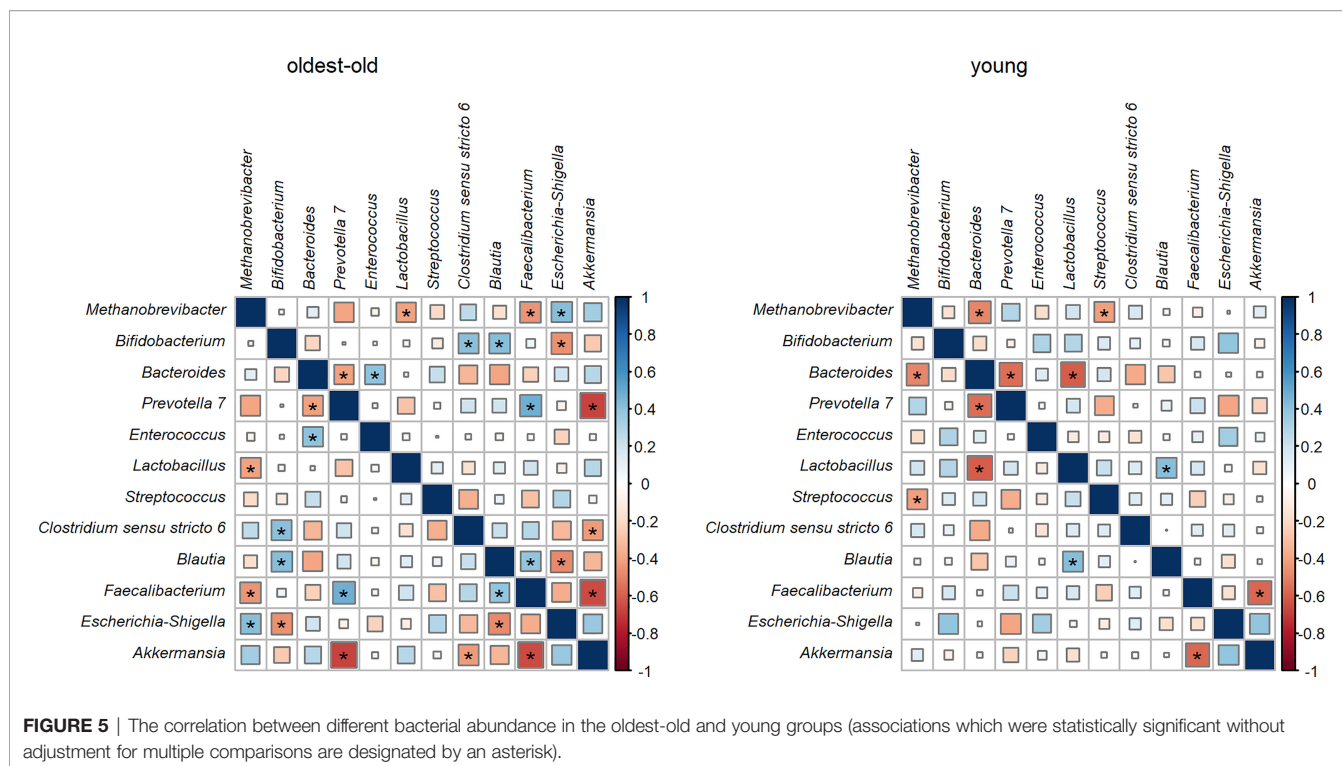 oldest-old
young
Methanobrevibacter
Bifidobacterium
Bacteroides
Prevotella 7
Enterococcus
Lactobacillus
Streptococcus
Clostridium sensu stricto 6
Blautia
Faecalibacterium
Escherichia-Shigella
Akkermansia
Methanobrevibacter
Bifidobacterium
Bacteroides
Prevotella 7
Enterococcus
Lactobacillus
Streptococcus
Clostridium sensu stricto 6
Blautia
Faecalibacterium
Escherichia-Shigella
Akkermansia
Methanobrevibacter * * *
Bifidobacterium * * *
Bacteroides * *
Prevotella 7 * * *
Enterococcus *
Lactobacillus *
Streptococcus
Clostridium sensu stricto 6 * *
Blautia * * *
Faecalibacterium * * * *
Escherichia-Shigella * * *
Akkermansia * * *
1
0.8
0.6
0.4
0.2
0
-0.2
-0.4
-0.6
-0.8
-1
Methanobrevibacter * *
Bifidobacterium
Bacteroides * * *
Prevotella 7 *
Enterococcus
Lactobacillus * *
Streptococcus *
Clostridium sensu stricto 6
Blautia *
Faecalibacterium *
Escherichia-Shigella
Akkermansia *
1
0.8
0.6
0.4
0.2
0
-0.2
-0.4
-0.6
-0.8
-1
FIGURE 5 | The correlation between different bacterial abundance in the oldest-old and young groups (associations which were statistically significant without
adjustment for multiple comparisons are designated by an asterisk).